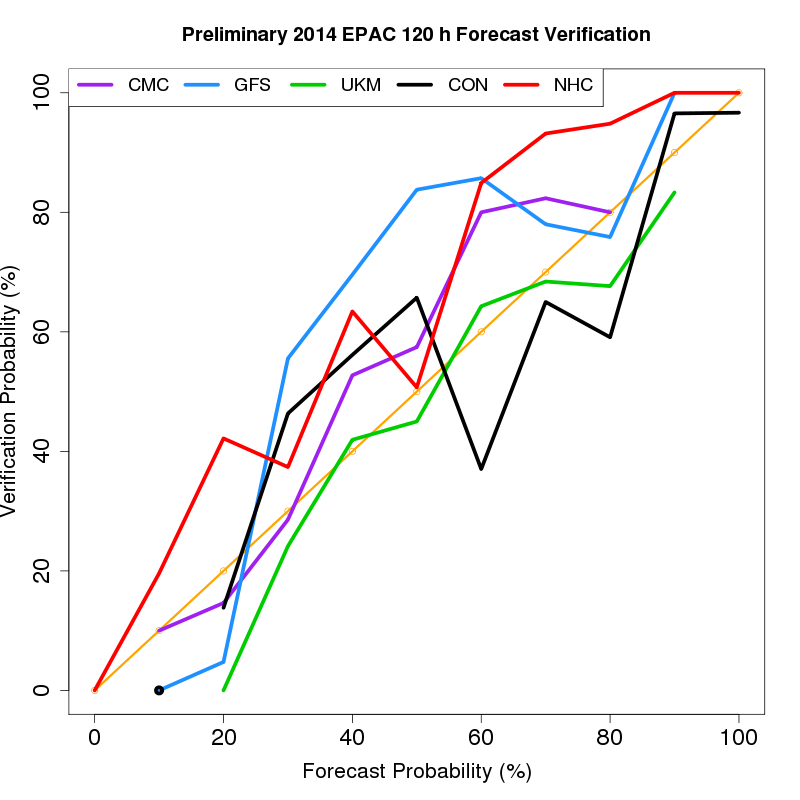 Preliminary 2014 EPAC 120 h Forecast Verification
CMC GFS UKM CON NHC
100
80
60
40
20
0
Verification Probability (%)
0 20 40 60 80 100
Forecast Probability (%)